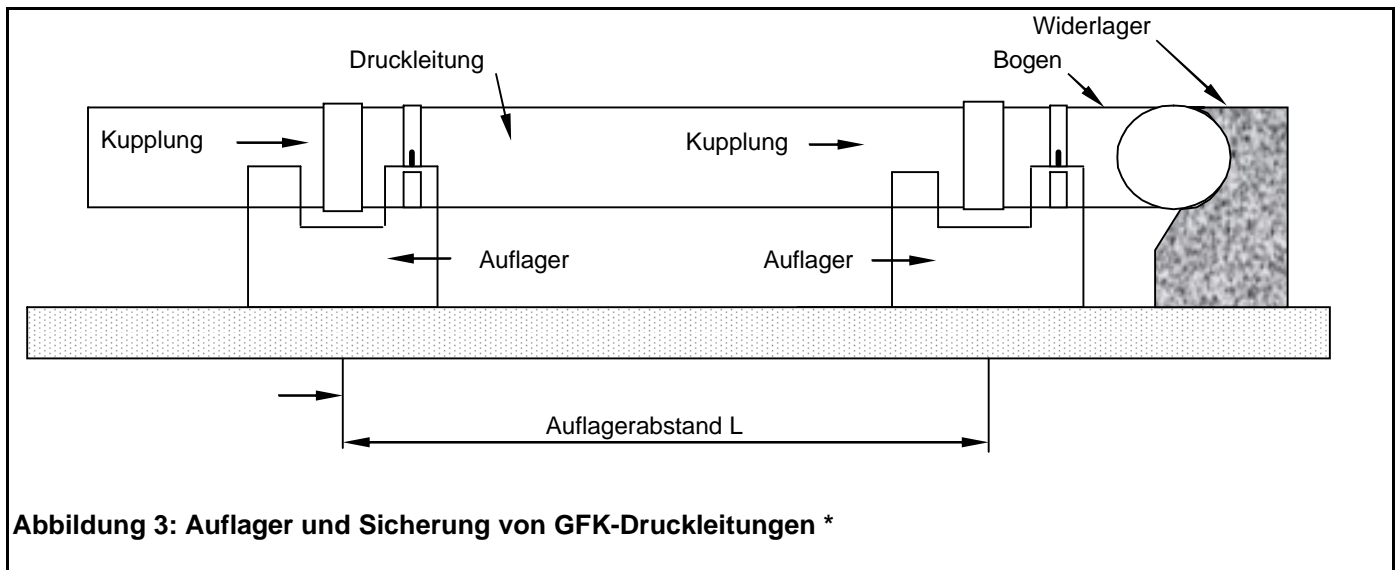 Widerlager
Druckleitung
Bogen
Kupplung
Kupplung
Auflager
Auflager
Auflagerabstand L
Abbildung 3: Auflager und Sicherung von GFK-Druckleitungen *